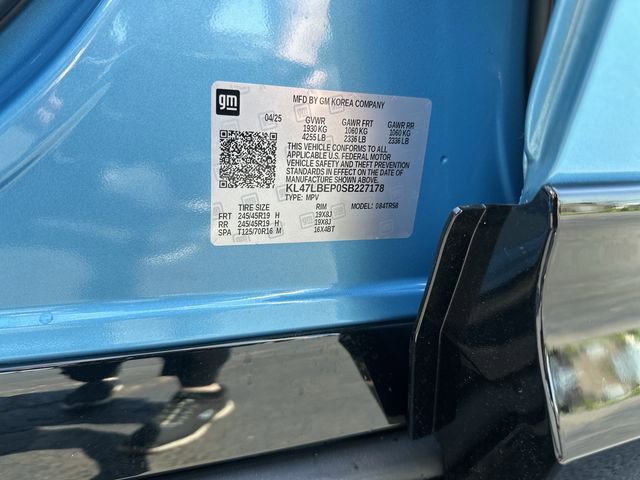 gm
MFD BY GM KOREA COMPANY
04/25 GVWR GAWR FRT GAWR RR
1930 KG 1060 KG 1060 KG
4255 LB 2336 LB 2336 LB
THIS VEHICLE CONFORMS TO ALL
APPLICABLE U.S. FEDERAL MOTOR
VEHICLE SAFETY AND THEFT PREVENTION
STANDARDS IN EFFECT ON THE DATE OF
MANUFACTURE SHOWN ABOVE.
KL47LBEP0SB227178
TYPE: MPV
TIRE SIZE RIM MODEL: 084TR58
FRT 245/45R19 H 19X8J
RR 245/45R19 H 19X8J
SPA T125/70R16 M 16X4BT